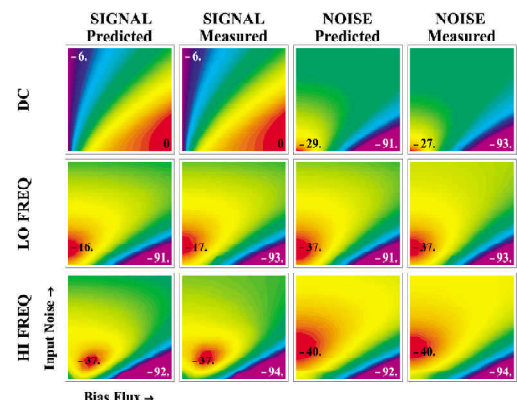 SIGNAL SIGNAL NOISE NOISE
Predicted Measured Predicted Measured
DC
-6. -6.
0 0 -29. -91. -27. -93.
LO FREQ
-16. -17. -37. -37.
-91. -93. -91. -93.
HI FREQ
Input Noise →
-37. -37. -40. -40.
-92. -94. -92. -94.
Bias Flux →